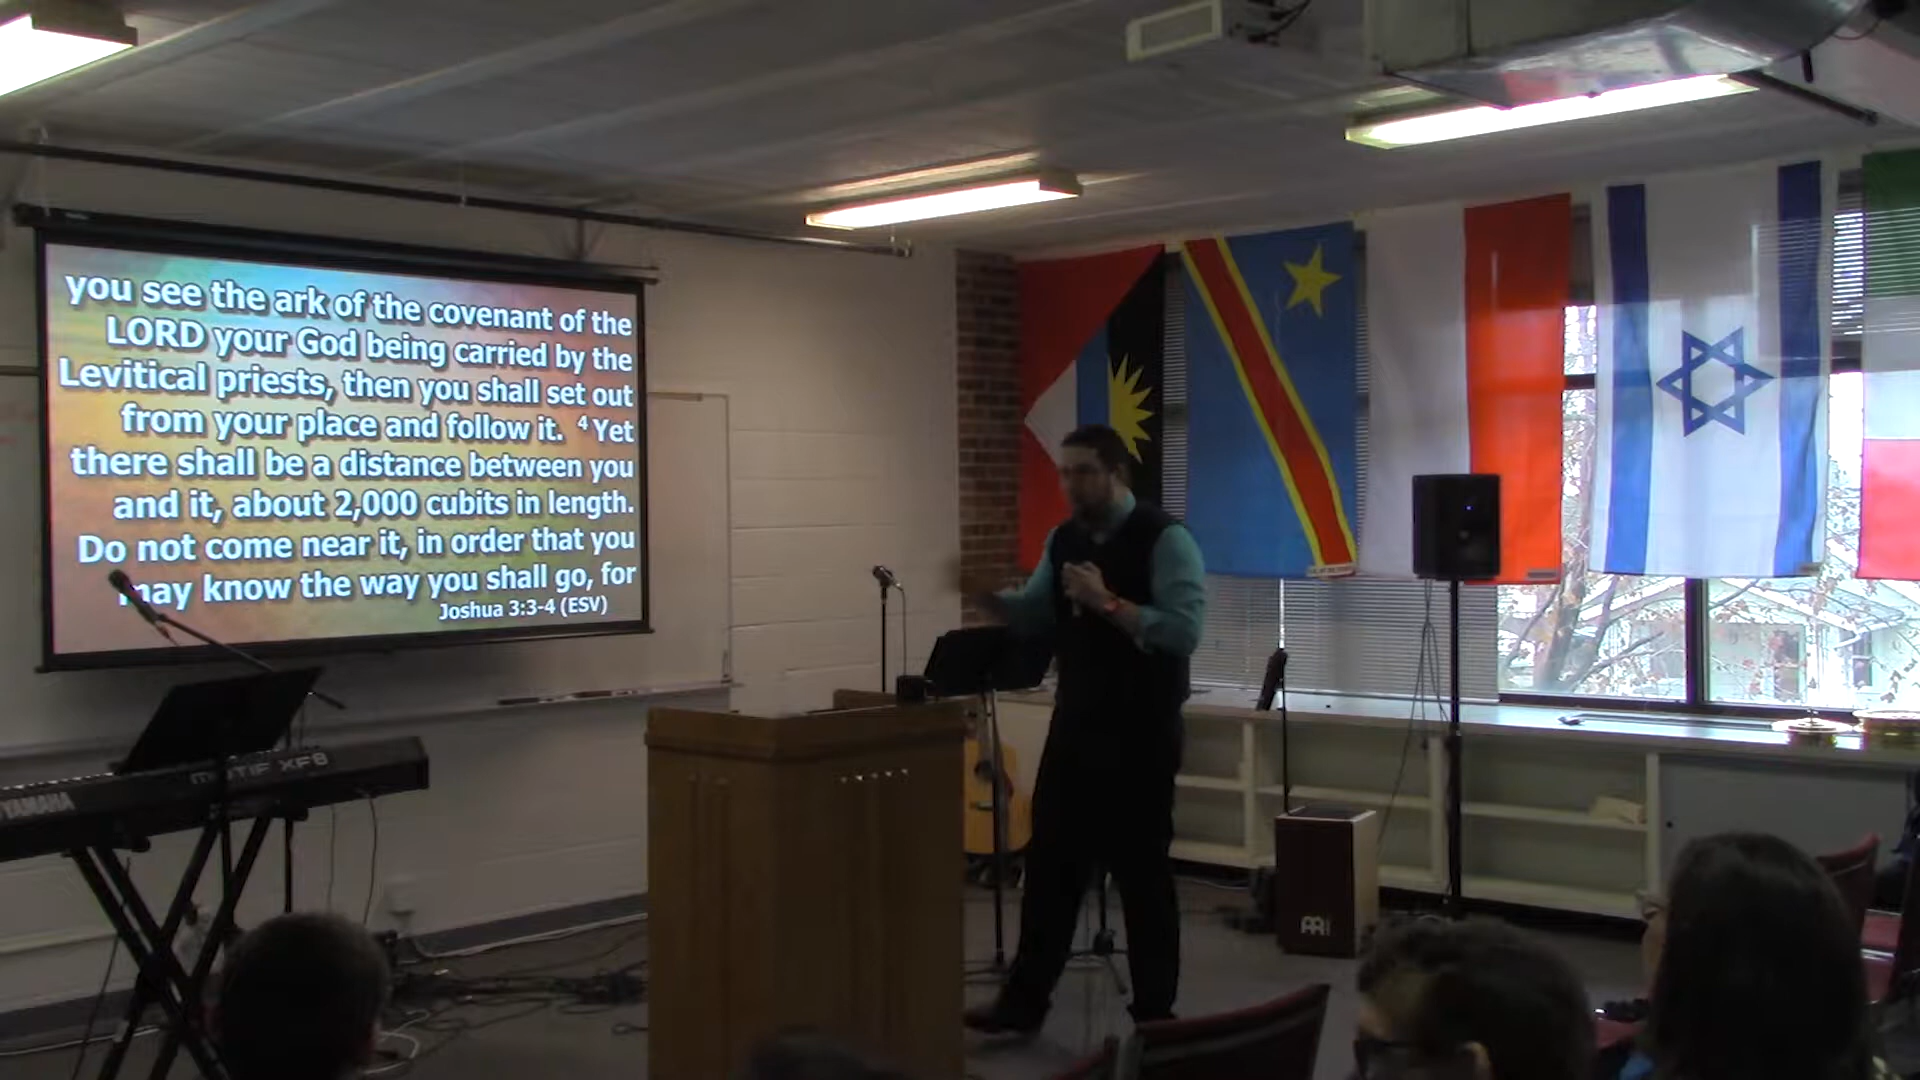 you see the ark of the covenant of the
LORD your God being carried by the
Levitical priests, then you shall set out
from your place and follow it. 4 Yet
there shall be a distance between you
and it, about 2,000 cubits in length.
Do not come near it, in order that you
may know the way you shall go, for
Joshua 3:3-4 (ESV)
MOTIF XF8
YAMAHA